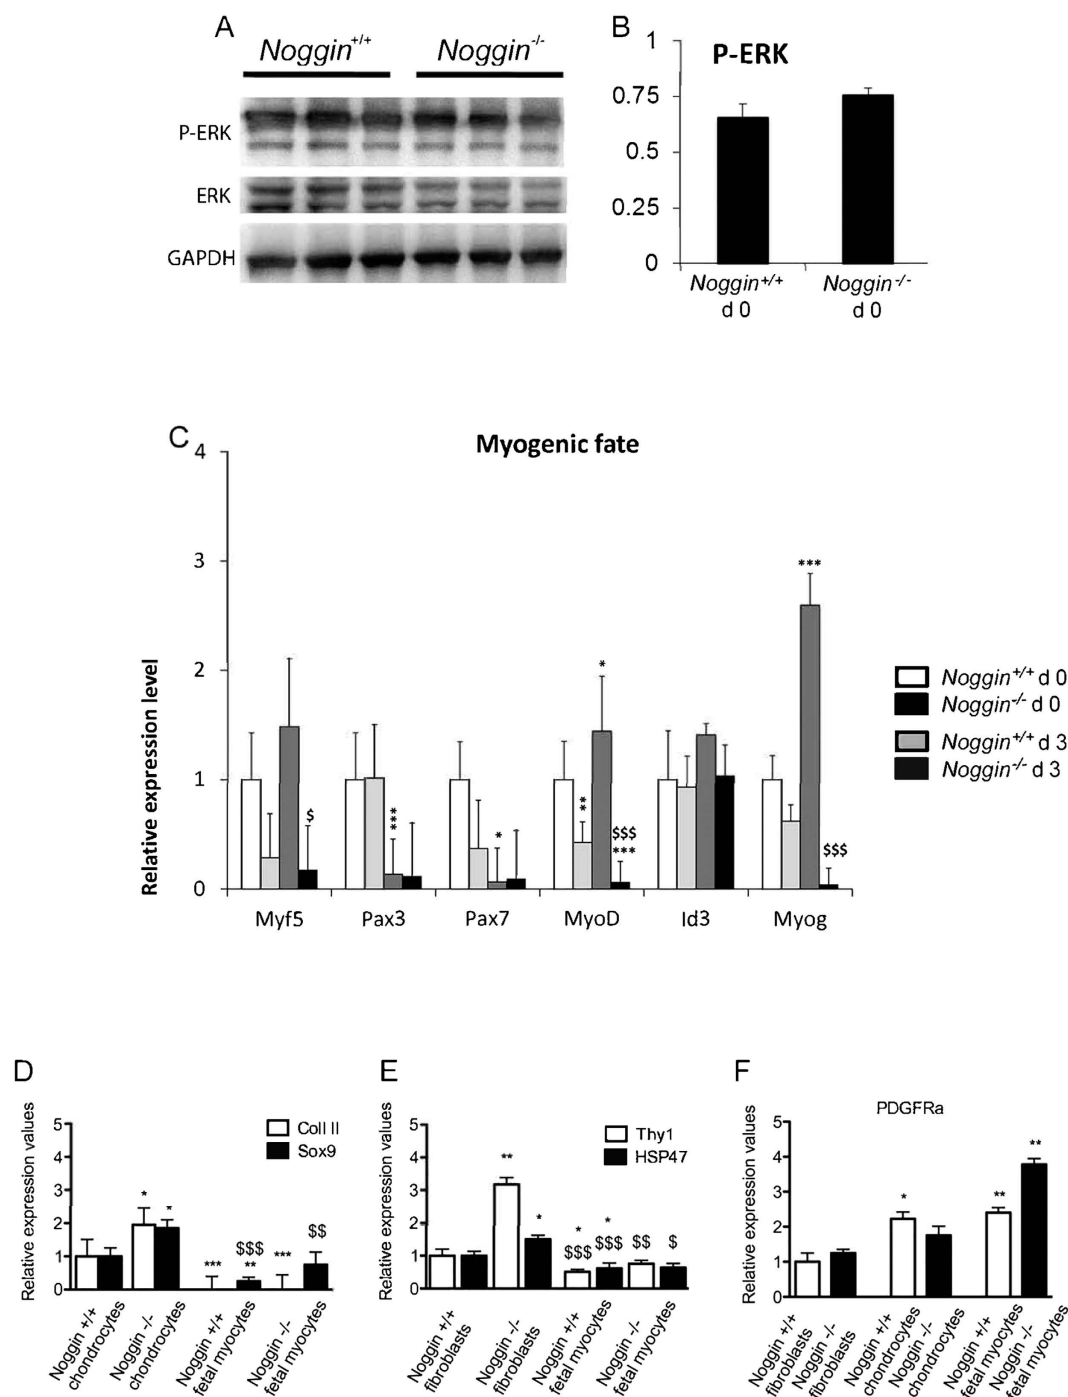 A
Noggin+/+ Noggin-/-
P-ERK
ERK
GAPDH
B
P-ERK
1
0.75
0.5
0.25
0
Noggin+/+ Noggin-/-
d 0 d 0
C
Myogenic fate
Relative expression level
4
3
2
1
0
$
***
*
**
*
$$$
***
***
$$$
Myf5 Pax3 Pax7 MyoD Id3 Myog
Noggin+/+ d 0
Noggin-/- d 0
Noggin+/+ d 3
Noggin-/- d 3
D
Relative expression values
5
4
3
2
1
0
Coll II
Sox9
* *
*** $$$ *** $$
**
Noggin +/+
chondrocytes
Noggin -/-
chondrocytes
Noggin +/+
fetal myocytes
Noggin -/-
fetal myocytes
E
Relative expression values
5
4
3
2
1
0
Thy1
HSP47
**
*
* *
$$$ $$$ $$ $
Noggin +/+
fibroblasts
Noggin -/-
fibroblasts
Noggin +/+
fetal myocytes
Noggin -/-
fetal myocytes
F
PDGFRa
Relative expression values
5
4
3
2
1
0
*
**
**
Noggin +/+
fibroblasts
Noggin -/-
fibroblasts
Noggin +/+
chondrocytes
Noggin -/-
chondrocytes
Noggin +/+
fetal myocytes
Noggin -/-
fetal myocytes